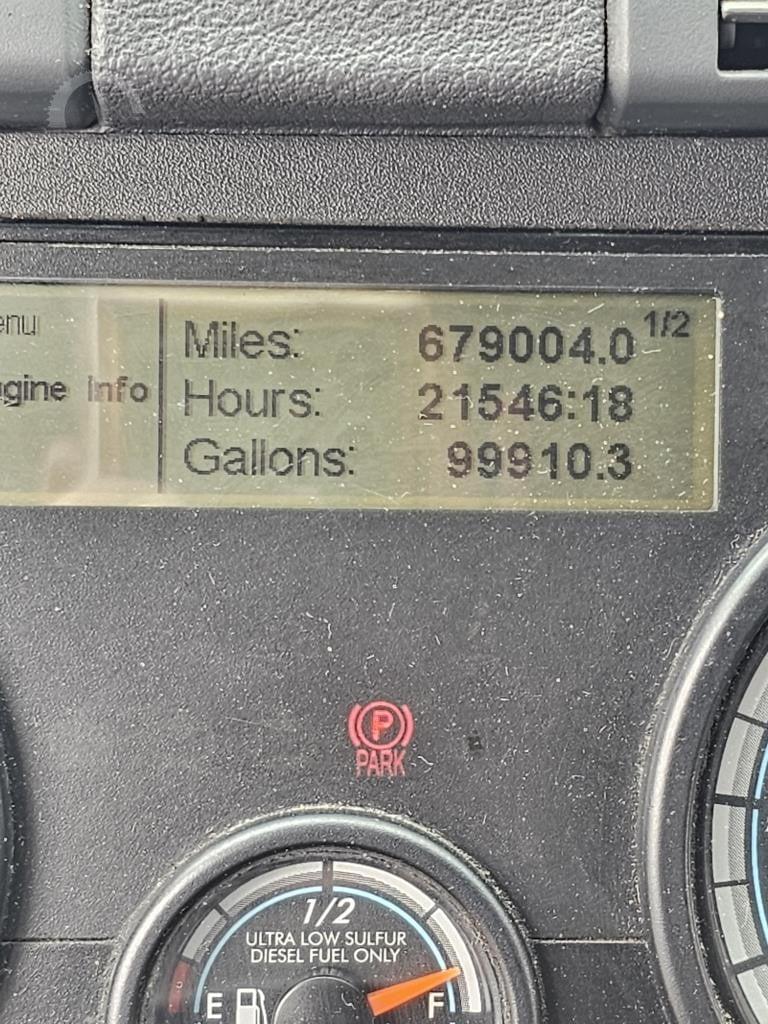 enu
Miles: 679004.0 1/2
ngine Info
Hours: 21546:18
Gallons: 99910.3
P
PARK
1/2
ULTRA LOW SULFUR
DIESEL FUEL ONLY
E F